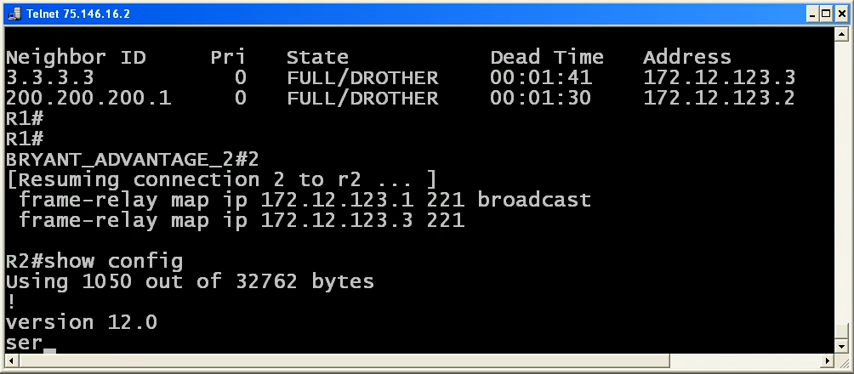 Telnet 75.146.16.2
Neighbor ID Pri State Dead Time Address
3.3.3.3 0 FULL/DROTHER 00:01:41 172.12.123.3
200.200.200.1 0 FULL/DROTHER 00:01:30 172.12.123.2
R1#
R1#
BRYANT_ADVANTAGE_2#2
[Resuming connection 2 to r2 ... ]
frame-relay map ip 172.12.123.1 221 broadcast
frame-relay map ip 172.12.123.3 221
R2#show config
Using 1050 out of 32762 bytes
!
version 12.0
ser_